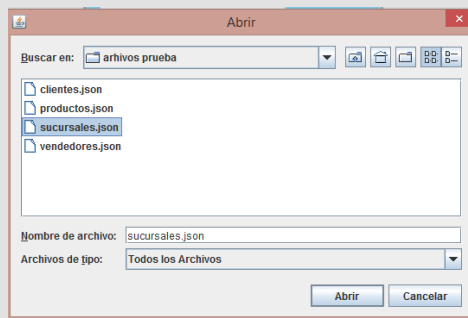 Abrir
Buscar en: arhivos prueba
clientes.json
productos.json
sucursales.json
vendedores.json
Nombre de archivo: sucursales.json
Archivos de tipo: Todos los Archivos
Abrir Cancelar